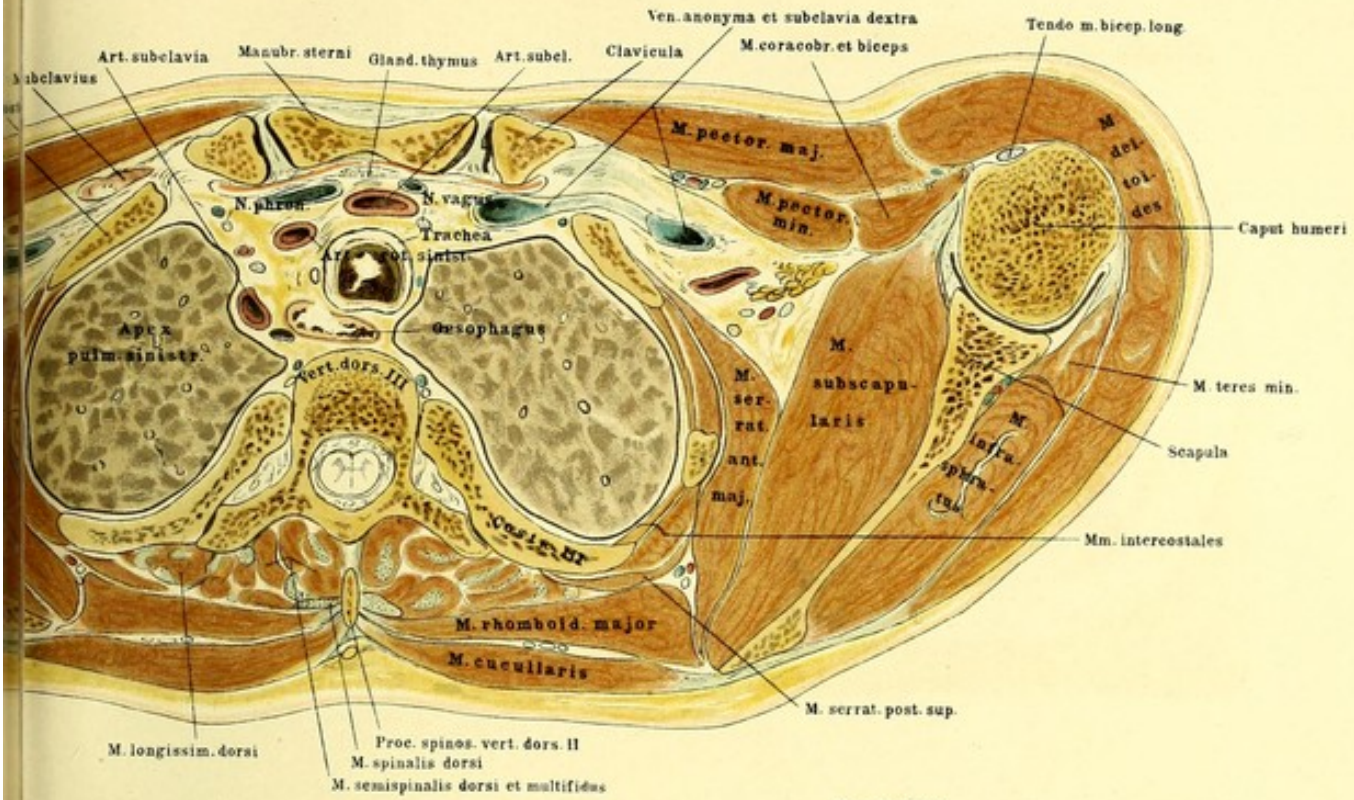 Ven. anonyma et subclavia dextra
Tendo m. bicep. long.
M. coracobr. et biceps
Art. subclavia
Manubr. sterni
Gland. thymus
Art. subcl.
Clavicula
M. pector. maj.
M.
del-
toi-
des
N. phren.
N. vagus
M. pector.
min.
Trachea
Caput humeri
sinist.
Apex
pulm. sinistr.
Oesophagus
Vert. dors. III
M.
subscapu-
laris
M.
ser-
rat.
ant.
maj.
M. teres min.
M.
infra-
spina-
tus
Scapula
Costa III
Mm. intercostales
M. rhomboid. major
M. cucullaris
M. serrat. post. sup.
M. longissim. dorsi
Proc. spinos. vert. dors. II
M. spinalis dorsi
M. semispinalis dorsi et multifidus